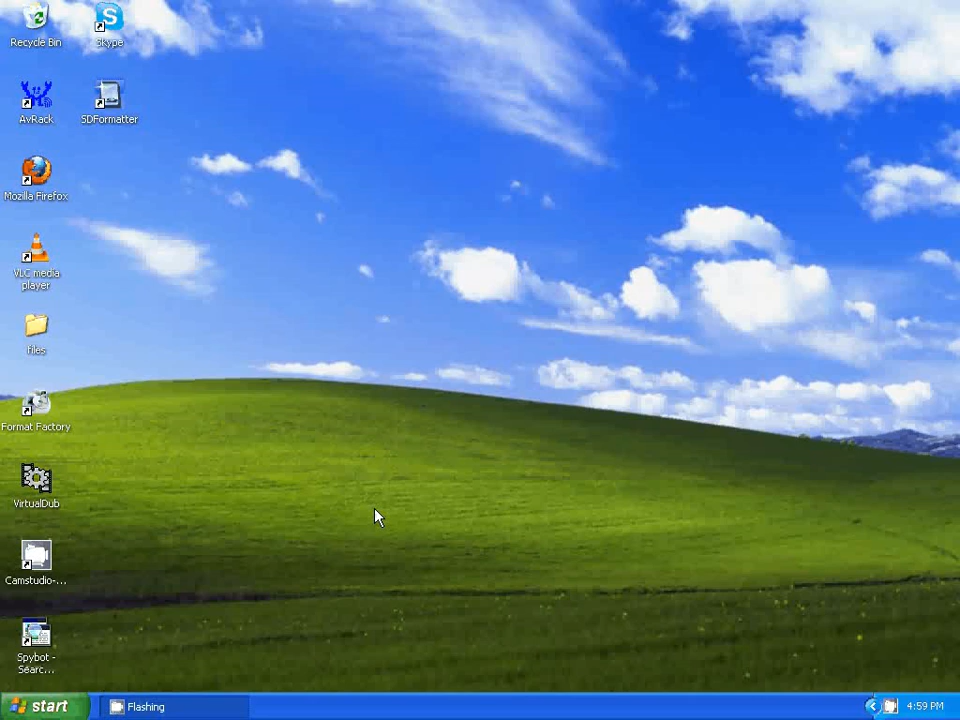 Recycle Bin
Skype
AvRack
SDFormatter
Mozilla Firefox
VLC media
player
files
Format Factory
VirtualDub
Camstudio-...
Spybot -
Searc...
start
Flashing
4:59 PM